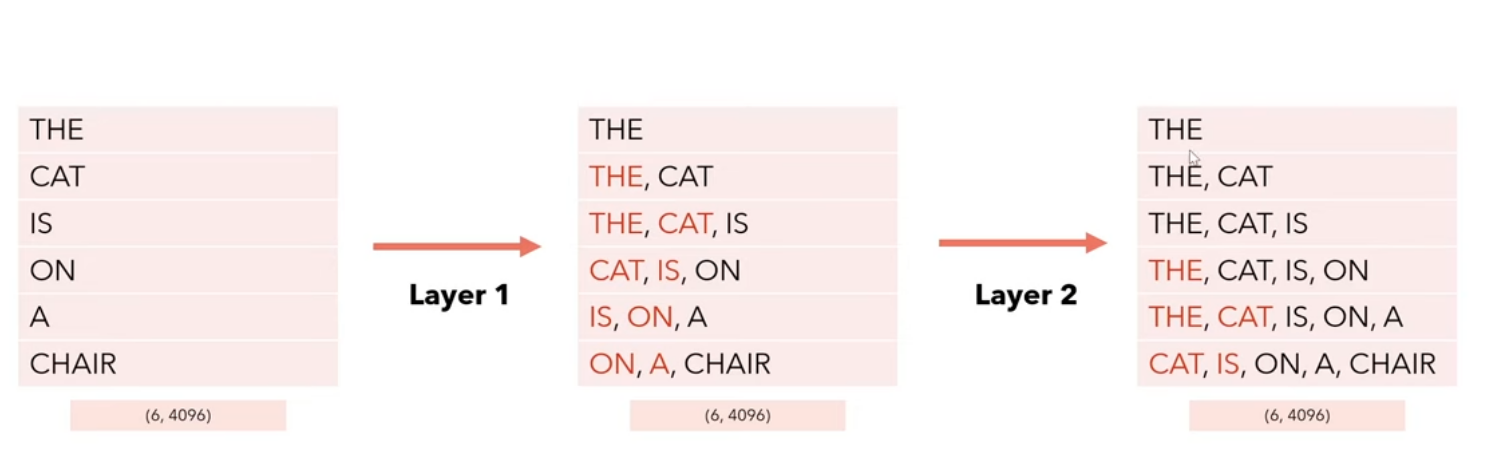 THE
CAT
IS
ON
A
CHAIR
(6, 4096)
Layer 1
THE
THE, CAT
THE, CAT, IS
CAT, IS, ON
IS, ON, A
ON, A, CHAIR
(6, 4096)
Layer 2
THE
THE, CAT
THE, CAT, IS
THE, CAT, IS, ON
THE, CAT, IS, ON, A
CAT, IS, ON, A, CHAIR
(6, 4096)